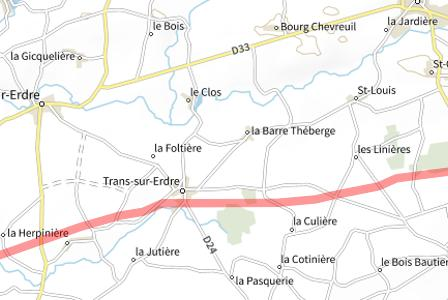 le Bois
Bourg Chevreuil
la Jardière
la Gicquelière
D33
le Clos
St-Louis
r-Erdre
la Barre Théberge
la Foltière
les Linières
Trans-sur-Erdre
la Herpinière
la Culière
D24
la Jutière
la Cotinière
le Bois Bautier
la Pasquerie